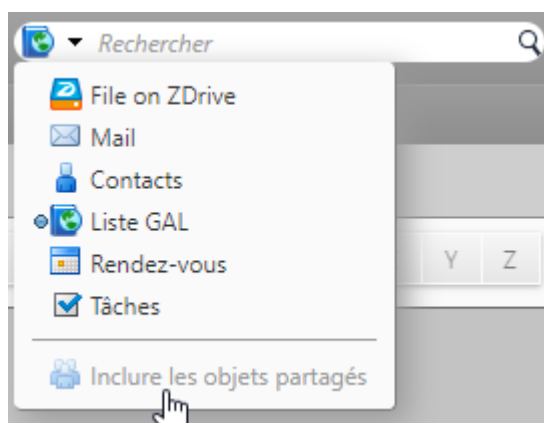 Rechercher
File on ZDrive
Mail
Contacts
Liste GAL
Rendez-vous
Y Z
Tâches
Inclure les objets partagés